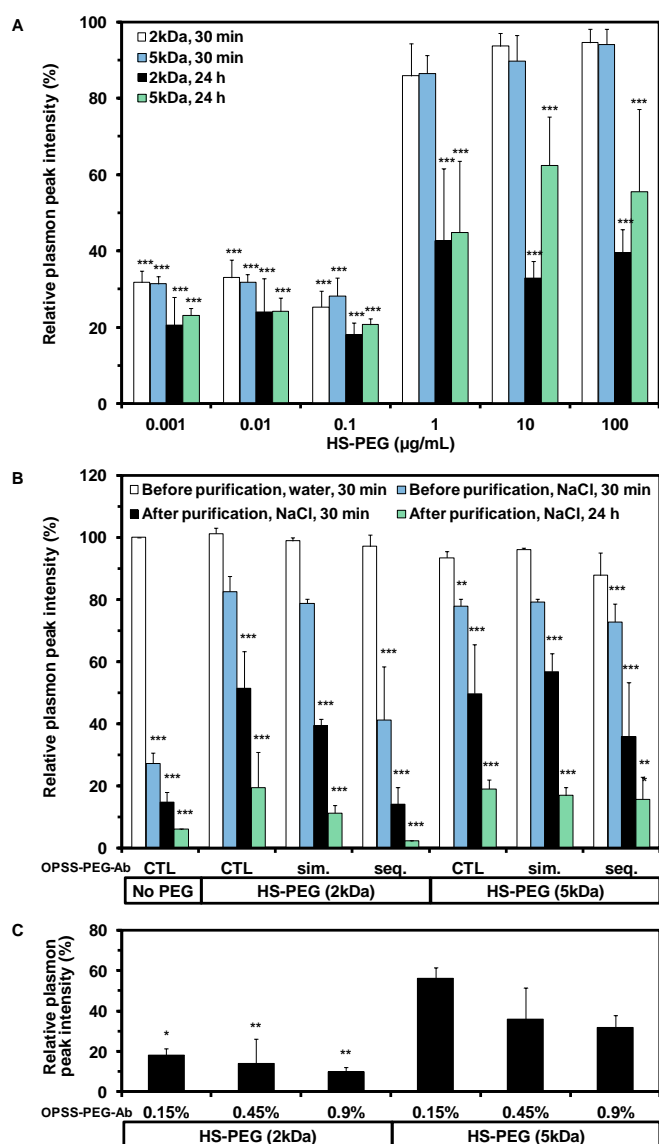 A
2kDa, 30 min
5kDa, 30 min
2kDa, 24 h
5kDa, 24 h
Relative plasmon peak intensity (%)
100
80
60
40
20
0
*** *** *** ***
*** *** *** ***
*** *** *** ***
*** ***
*** ***
*** ***
0.001 0.01 0.1 1 10 100
HS-PEG (µg/mL)
B
Before purification, water, 30 min Before purification, NaCl, 30 min
After purification, NaCl, 30 min After purification, NaCl, 24 h
Relative plasmon peak intensity (%)
120
100
80
60
40
20
0
*** *** ***
*** ***
*** ***
*** *** ***
** *** ***
*** ***
*** *** ** *
OPSS-PEG-Ab CTL CTL sim. seq. CTL sim. seq.
No PEG HS-PEG (2kDa) HS-PEG (5kDa)
C
Relative plasmon
peak intensity (%)
80
60
40
20
0
* ** **
OPSS-PEG-Ab 0.15% 0.45% 0.9% 0.15% 0.45% 0.9%
HS-PEG (2kDa) HS-PEG (5kDa)